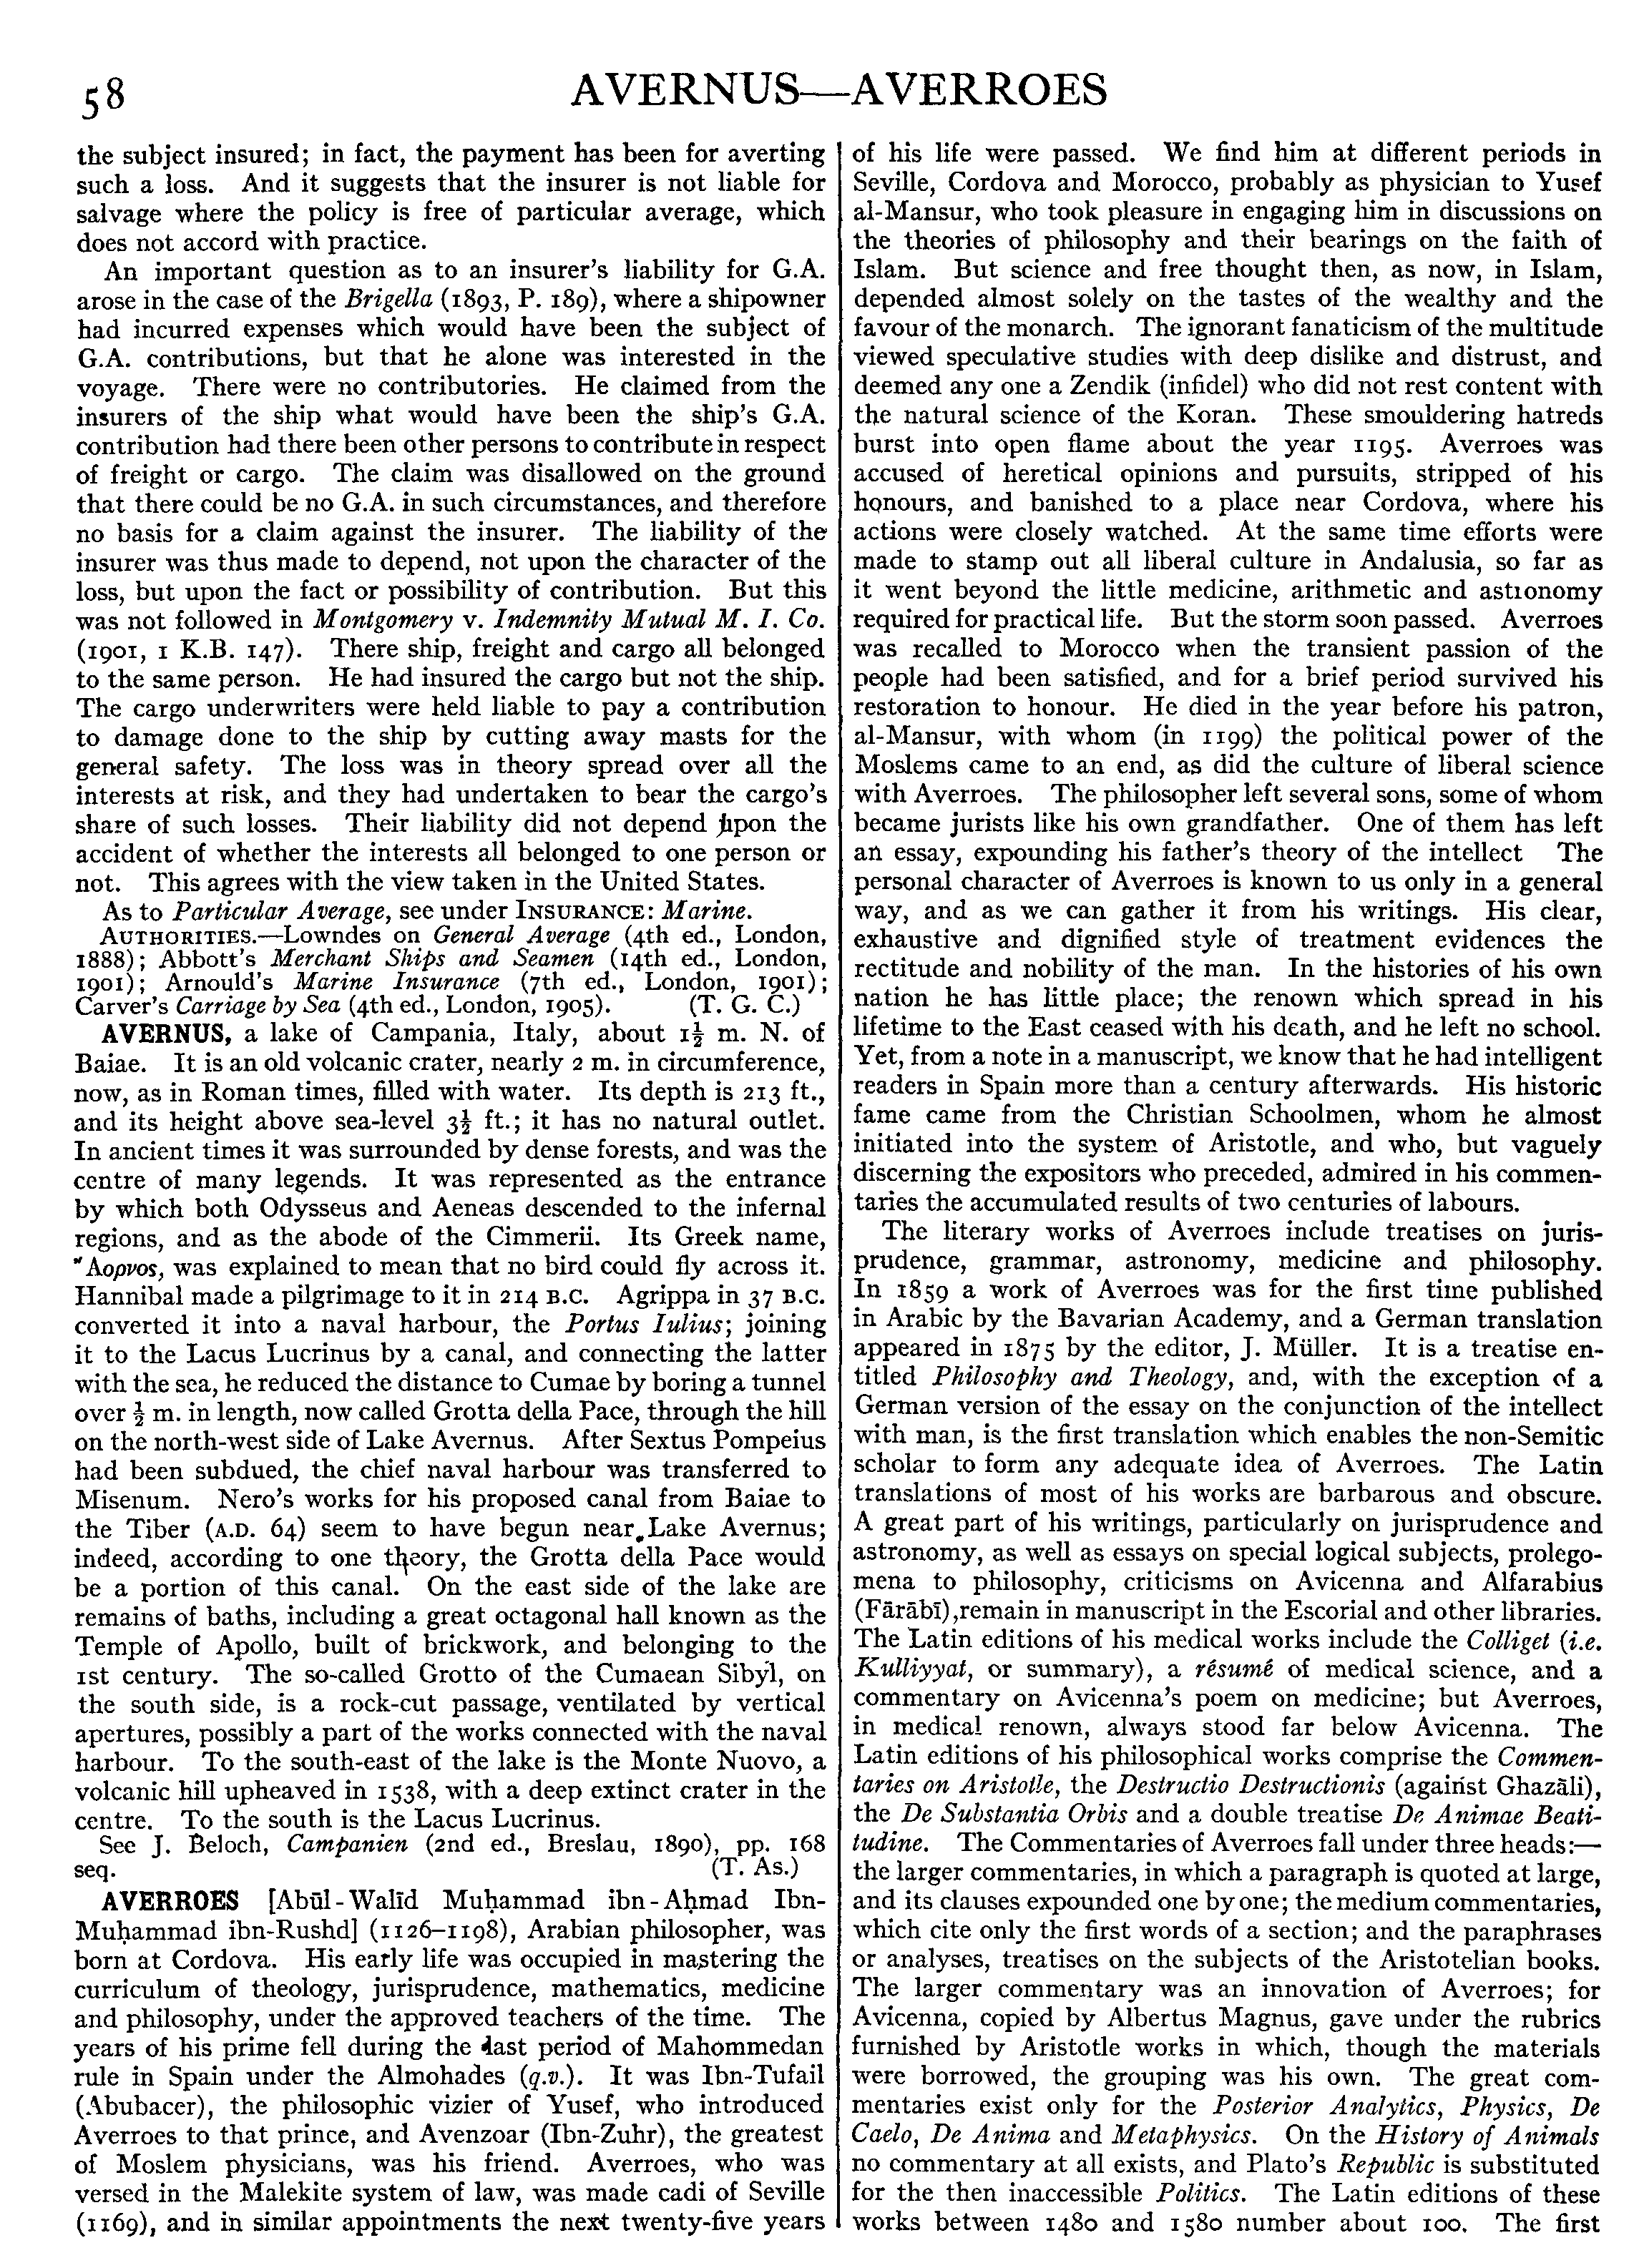 58
AVERNUS—AVERROES
the subject insured; in fact, the payment has been for averting
such a loss. And it suggests that the insurer is not liable for
salvage where the policy is free of particular average, which
does not accord with practice.
An important question as to an insurer's liability for G.A.
arose in the case of the Brigella (1893, P. 189), where a shipowner
had incurred expenses which would have been the subject of
G.A. contributions, but that he alone was interested in the
voyage. There were no contributories. He claimed from the
insurers of the ship what would have been the ship's G.A.
contribution had there been other persons to contribute in respect
of freight or cargo. The claim was disallowed on the ground
that there could be no G.A. in such circumstances, and therefore
no basis for a claim against the insurer. The liability of the
insurer was thus made to depend, not upon the character of the
loss, but upon the fact or possibility of contribution. But this
was not followed in Montgomery v. Indemnity Mutual M. I. Co.
(1901, 1 K.B. 147). There ship, freight and cargo all belonged
to the same person. He had insured the cargo but not the ship.
The cargo underwriters were held liable to pay a contribution
to damage done to the ship by cutting away masts for the
general safety. The loss was in theory spread over all the
interests at risk, and they had undertaken to bear the cargo's
share of such losses. Their liability did not depend upon the
accident of whether the interests all belonged to one person or
not. This agrees with the view taken in the United States.
As to Particular Average, see under INSURANCE: Marine.
AUTHORITIES.—Lowndes on General Average (4th ed., London,
1888); Abbott's Merchant Ships and Seamen (14th ed., London,
1901); Arnould's Marine Insurance (7th ed., London, 1901);
Carver's Carriage by Sea (4th ed., London, 1905). (T. G. C.)
AVERNUS, a lake of Campania, Italy, about 1½ m. N. of
Baiae. It is an old volcanic crater, nearly 2 m. in circumference,
now, as in Roman times, filled with water. Its depth is 213 ft.,
and its height above sea-level 3½ ft.; it has no natural outlet.
In ancient times it was surrounded by dense forests, and was the
centre of many legends. It was represented as the entrance
by which both Odysseus and Aeneas descended to the infernal
regions, and as the abode of the Cimmerii. Its Greek name,
Ἄορνος, was explained to mean that no bird could fly across it.
Hannibal made a pilgrimage to it in 214 B.C. Agrippa in 37 B.C.
converted it into a naval harbour, the Portus Iulius; joining
it to the Lacus Lucrinus by a canal, and connecting the latter
with the sea, he reduced the distance to Cumae by boring a tunnel
over ½ m. in length, now called Grotta della Pace, through the hill
on the north-west side of Lake Avernus. After Sextus Pompeius
had been subdued, the chief naval harbour was transferred to
Misenum. Nero's works for his proposed canal from Baiae to
the Tiber (A.D. 64) seem to have begun near Lake Avernus;
indeed, according to one theory, the Grotta della Pace would
be a portion of this canal. On the east side of the lake are
remains of baths, including a great octagonal hall known as the
Temple of Apollo, built of brickwork, and belonging to the
1st century. The so-called Grotto of the Cumaean Sibyl, on
the south side, is a rock-cut passage, ventilated by vertical
apertures, possibly a part of the works connected with the naval
harbour. To the south-east of the lake is the Monte Nuovo, a
volcanic hill upheaved in 1538, with a deep extinct crater in the
centre. To the south is the Lacus Lucrinus.
See J. Beloch, Campanien (2nd ed., Breslau, 1890), pp. 168
seq. (T. As.)
AVERROES [Abūl-Walīd Muḥammad ibn-Aḥmad Ibn-
Muḥammad ibn-Rushd] (1126–1198), Arabian philosopher, was
born at Cordova. His early life was occupied in mastering the
curriculum of theology, jurisprudence, mathematics, medicine
and philosophy, under the approved teachers of the time. The
years of his prime fell during the last period of Mahommedan
rule in Spain under the Almohades (q.v.). It was Ibn-Tufail
(Abubacer), the philosophic vizier of Yusef, who introduced
Averroes to that prince, and Avenzoar (Ibn-Zuhr), the greatest
of Moslem physicians, was his friend. Averroes, who was
versed in the Malekite system of law, was made cadi of Seville
(1169), and in similar appointments the next twenty-five years
of his life were passed. We find him at different periods in
Seville, Cordova and Morocco, probably as physician to Yusef
al-Mansur, who took pleasure in engaging him in discussions on
the theories of philosophy and their bearings on the faith of
Islam. But science and free thought then, as now, in Islam,
depended almost solely on the tastes of the wealthy and the
favour of the monarch. The ignorant fanaticism of the multitude
viewed speculative studies with deep dislike and distrust, and
deemed any one a Zendik (infidel) who did not rest content with
the natural science of the Koran. These smouldering hatreds
burst into open flame about the year 1195. Averroes was
accused of heretical opinions and pursuits, stripped of his
honours, and banished to a place near Cordova, where his
actions were closely watched. At the same time efforts were
made to stamp out all liberal culture in Andalusia, so far as
it went beyond the little medicine, arithmetic and astronomy
required for practical life. But the storm soon passed. Averroes
was recalled to Morocco when the transient passion of the
people had been satisfied, and for a brief period survived his
restoration to honour. He died in the year before his patron,
al-Mansur, with whom (in 1199) the political power of the
Moslems came to an end, as did the culture of liberal science
with Averroes. The philosopher left several sons, some of whom
became jurists like his own grandfather. One of them has left
an essay, expounding his father's theory of the intellect The
personal character of Averroes is known to us only in a general
way, and as we can gather it from his writings. His clear,
exhaustive and dignified style of treatment evidences the
rectitude and nobility of the man. In the histories of his own
nation he has little place; the renown which spread in his
lifetime to the East ceased with his death, and he left no school.
Yet, from a note in a manuscript, we know that he had intelligent
readers in Spain more than a century afterwards. His historic
fame came from the Christian Schoolmen, whom he almost
initiated into the system of Aristotle, and who, but vaguely
discerning the expositors who preceded, admired in his commen-
taries the accumulated results of two centuries of labours.
The literary works of Averroes include treatises on juris-
prudence, grammar, astronomy, medicine and philosophy.
In 1859 a work of Averroes was for the first time published
in Arabic by the Bavarian Academy, and a German translation
appeared in 1875 by the editor, J. Müller. It is a treatise en-
titled Philosophy and Theology, and, with the exception of a
German version of the essay on the conjunction of the intellect
with man, is the first translation which enables the non-Semitic
scholar to form any adequate idea of Averroes. The Latin
translations of most of his works are barbarous and obscure.
A great part of his writings, particularly on jurisprudence and
astronomy, as well as essays on special logical subjects, prolego-
mena to philosophy, criticisms on Avicenna and Alfarabius
(Fārābī),remain in manuscript in the Escorial and other libraries.
The Latin editions of his medical works include the Colliget (i.e.
Kulliyyat, or summary), a résumé of medical science, and a
commentary on Avicenna's poem on medicine; but Averroes,
in medical renown, always stood far below Avicenna. The
Latin editions of his philosophical works comprise the Commen-
taries on Aristotle, the Destructio Destructionis (against Ghazāli),
the De Substantia Orbis and a double treatise De Animae Beati-
tudine. The Commentaries of Averroes fall under three heads:—
the larger commentaries, in which a paragraph is quoted at large,
and its clauses expounded one by one; the medium commentaries,
which cite only the first words of a section; and the paraphrases
or analyses, treatises on the subjects of the Aristotelian books.
The larger commentary was an innovation of Averroes; for
Avicenna, copied by Albertus Magnus, gave under the rubrics
furnished by Aristotle works in which, though the materials
were borrowed, the grouping was his own. The great com-
mentaries exist only for the Posterior Analytics, Physics, De
Caelo, De Anima and Metaphysics. On the History of Animals
no commentary at all exists, and Plato's Republic is substituted
for the then inaccessible Politics. The Latin editions of these
works between 1480 and 1580 number about 100. The first